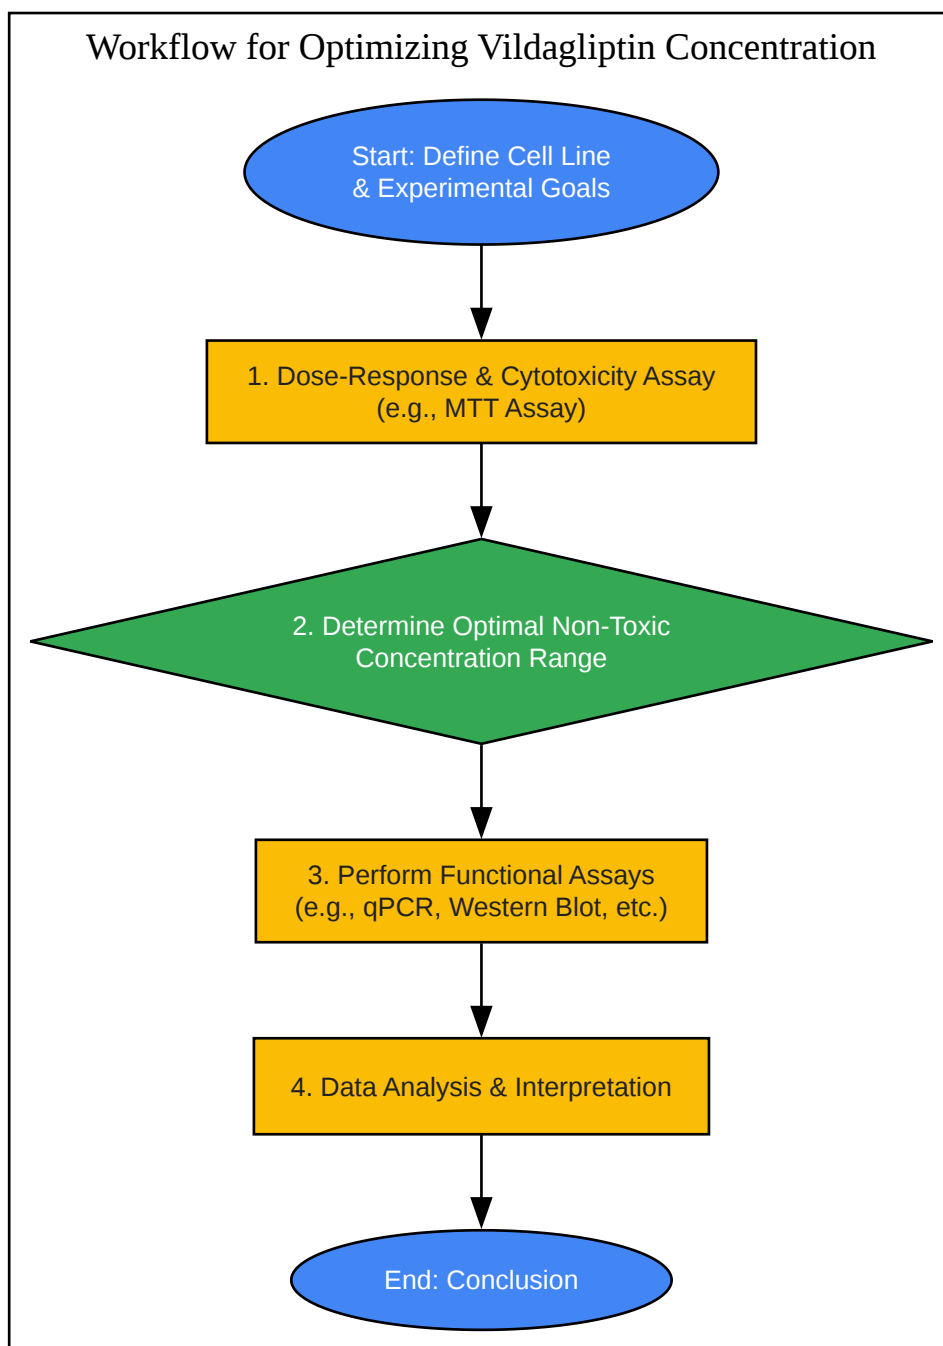 Workflow for Optimizing Vildagliptin Concentration
Start: Define Cell Line
& Experimental Goals
1. Dose-Response & Cytotoxicity Assay
(e.g., MTT Assay)
2. Determine Optimal Non-Toxic
Concentration Range
3. Perform Functional Assays
(e.g., qPCR, Western Blot, etc.)
4. Data Analysis & Interpretation
End: Conclusion